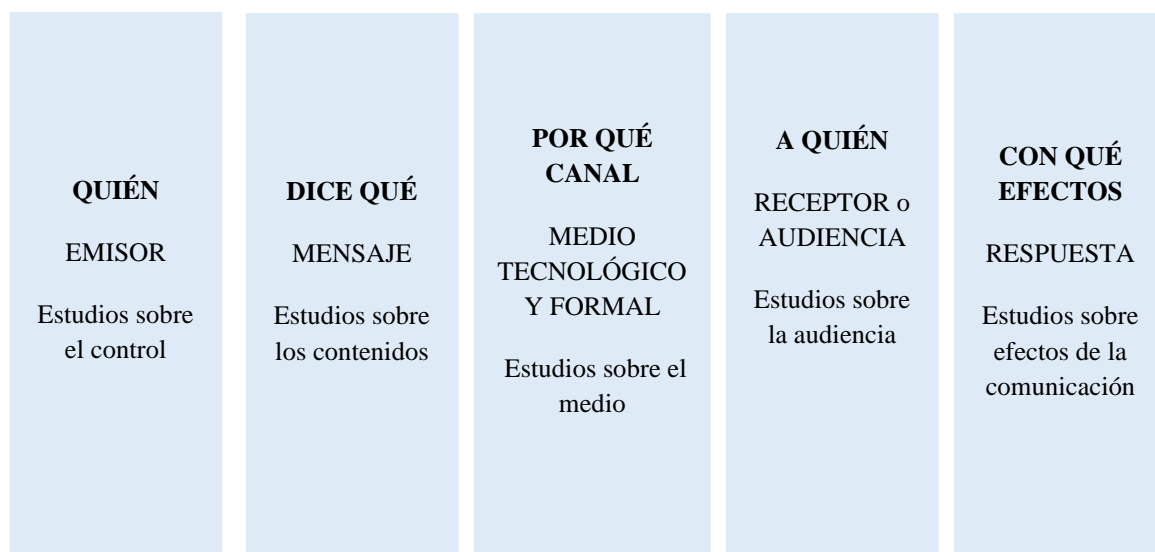 QUIÉN
EMISOR
Estudios sobre
el control
DICE QUÉ
MENSAJE
Estudios sobre
los contenidos
POR QUÉ
CANAL
MEDIO
TECNOLÓGICO
Y FORMAL
Estudios sobre el
medio
A QUIÉN
RECEPTOR o
AUDIENCIA
Estudios sobre
la audiencia
CON QUÉ
EFECTOS
RESPUESTA
Estudios sobre
efectos de la
comunicación